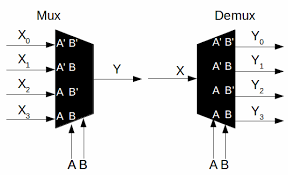 Mux Demux
X0 A' B' A' B' Y0
X1 A' B A' B Y1
Y X
X2 A B' A B' Y2
X3 A B A B Y3
A B A B